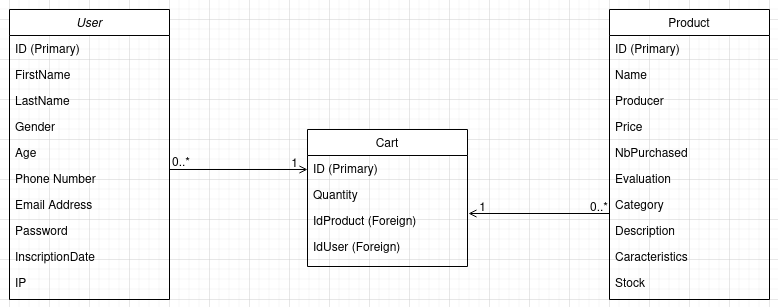 User
ID (Primary)
FirstName
LastName
Gender
Age
Phone Number
Email Address
Password
InscriptionDate
IP
0..*
1
Cart
ID (Primary)
Quantity
IdProduct (Foreign)
IdUser (Foreign)
1
0..*
Product
ID (Primary)
Name
Producer
Price
NbPurchased
Evaluation
Category
Description
Caracteristics
Stock